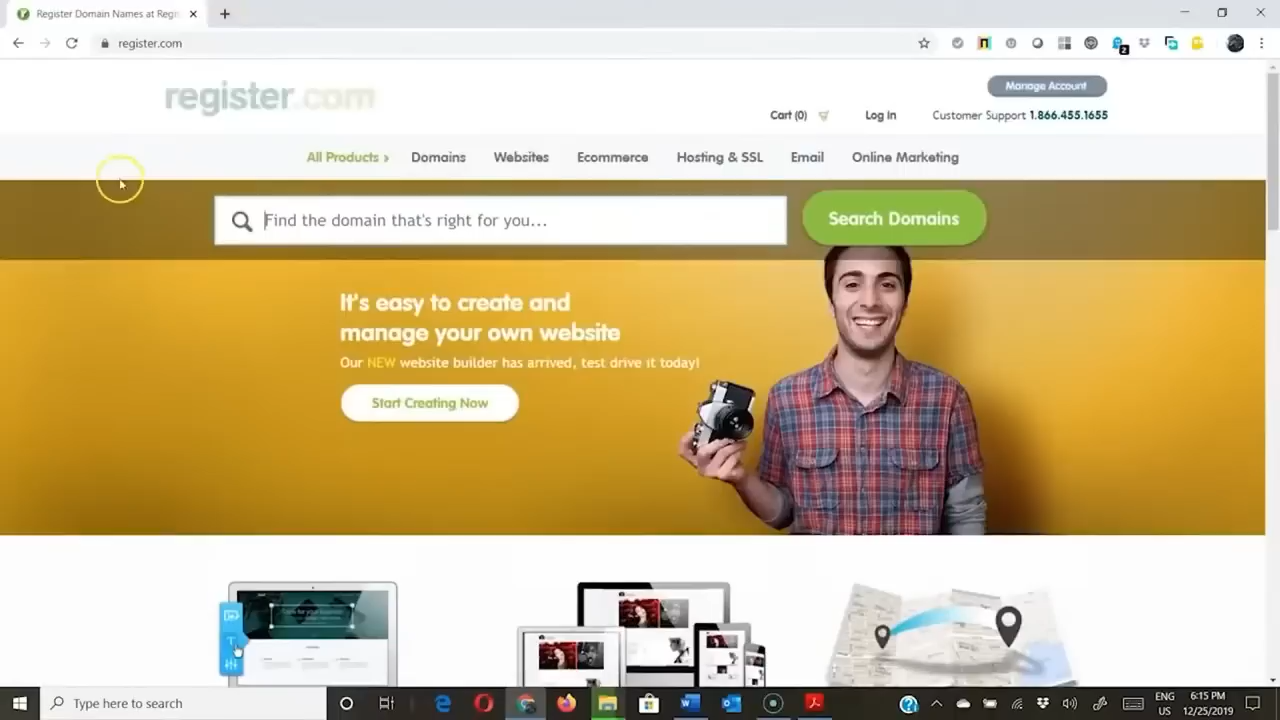 Register Domain Names at Regi
register.com
register.com
Manage Account
Cart (0)
Log In
Customer Support 1.866.455.1655
All Products ›
Domains
Websites
Ecommerce
Hosting & SSL
Email
Online Marketing
Find the domain that's right for you...
Search Domains
It's easy to create and
manage your own website
Our NEW website builder has arrived, test drive it today!
Start Creating Now
Type here to search
ENG
US
6:15 PM
12/25/2019
2